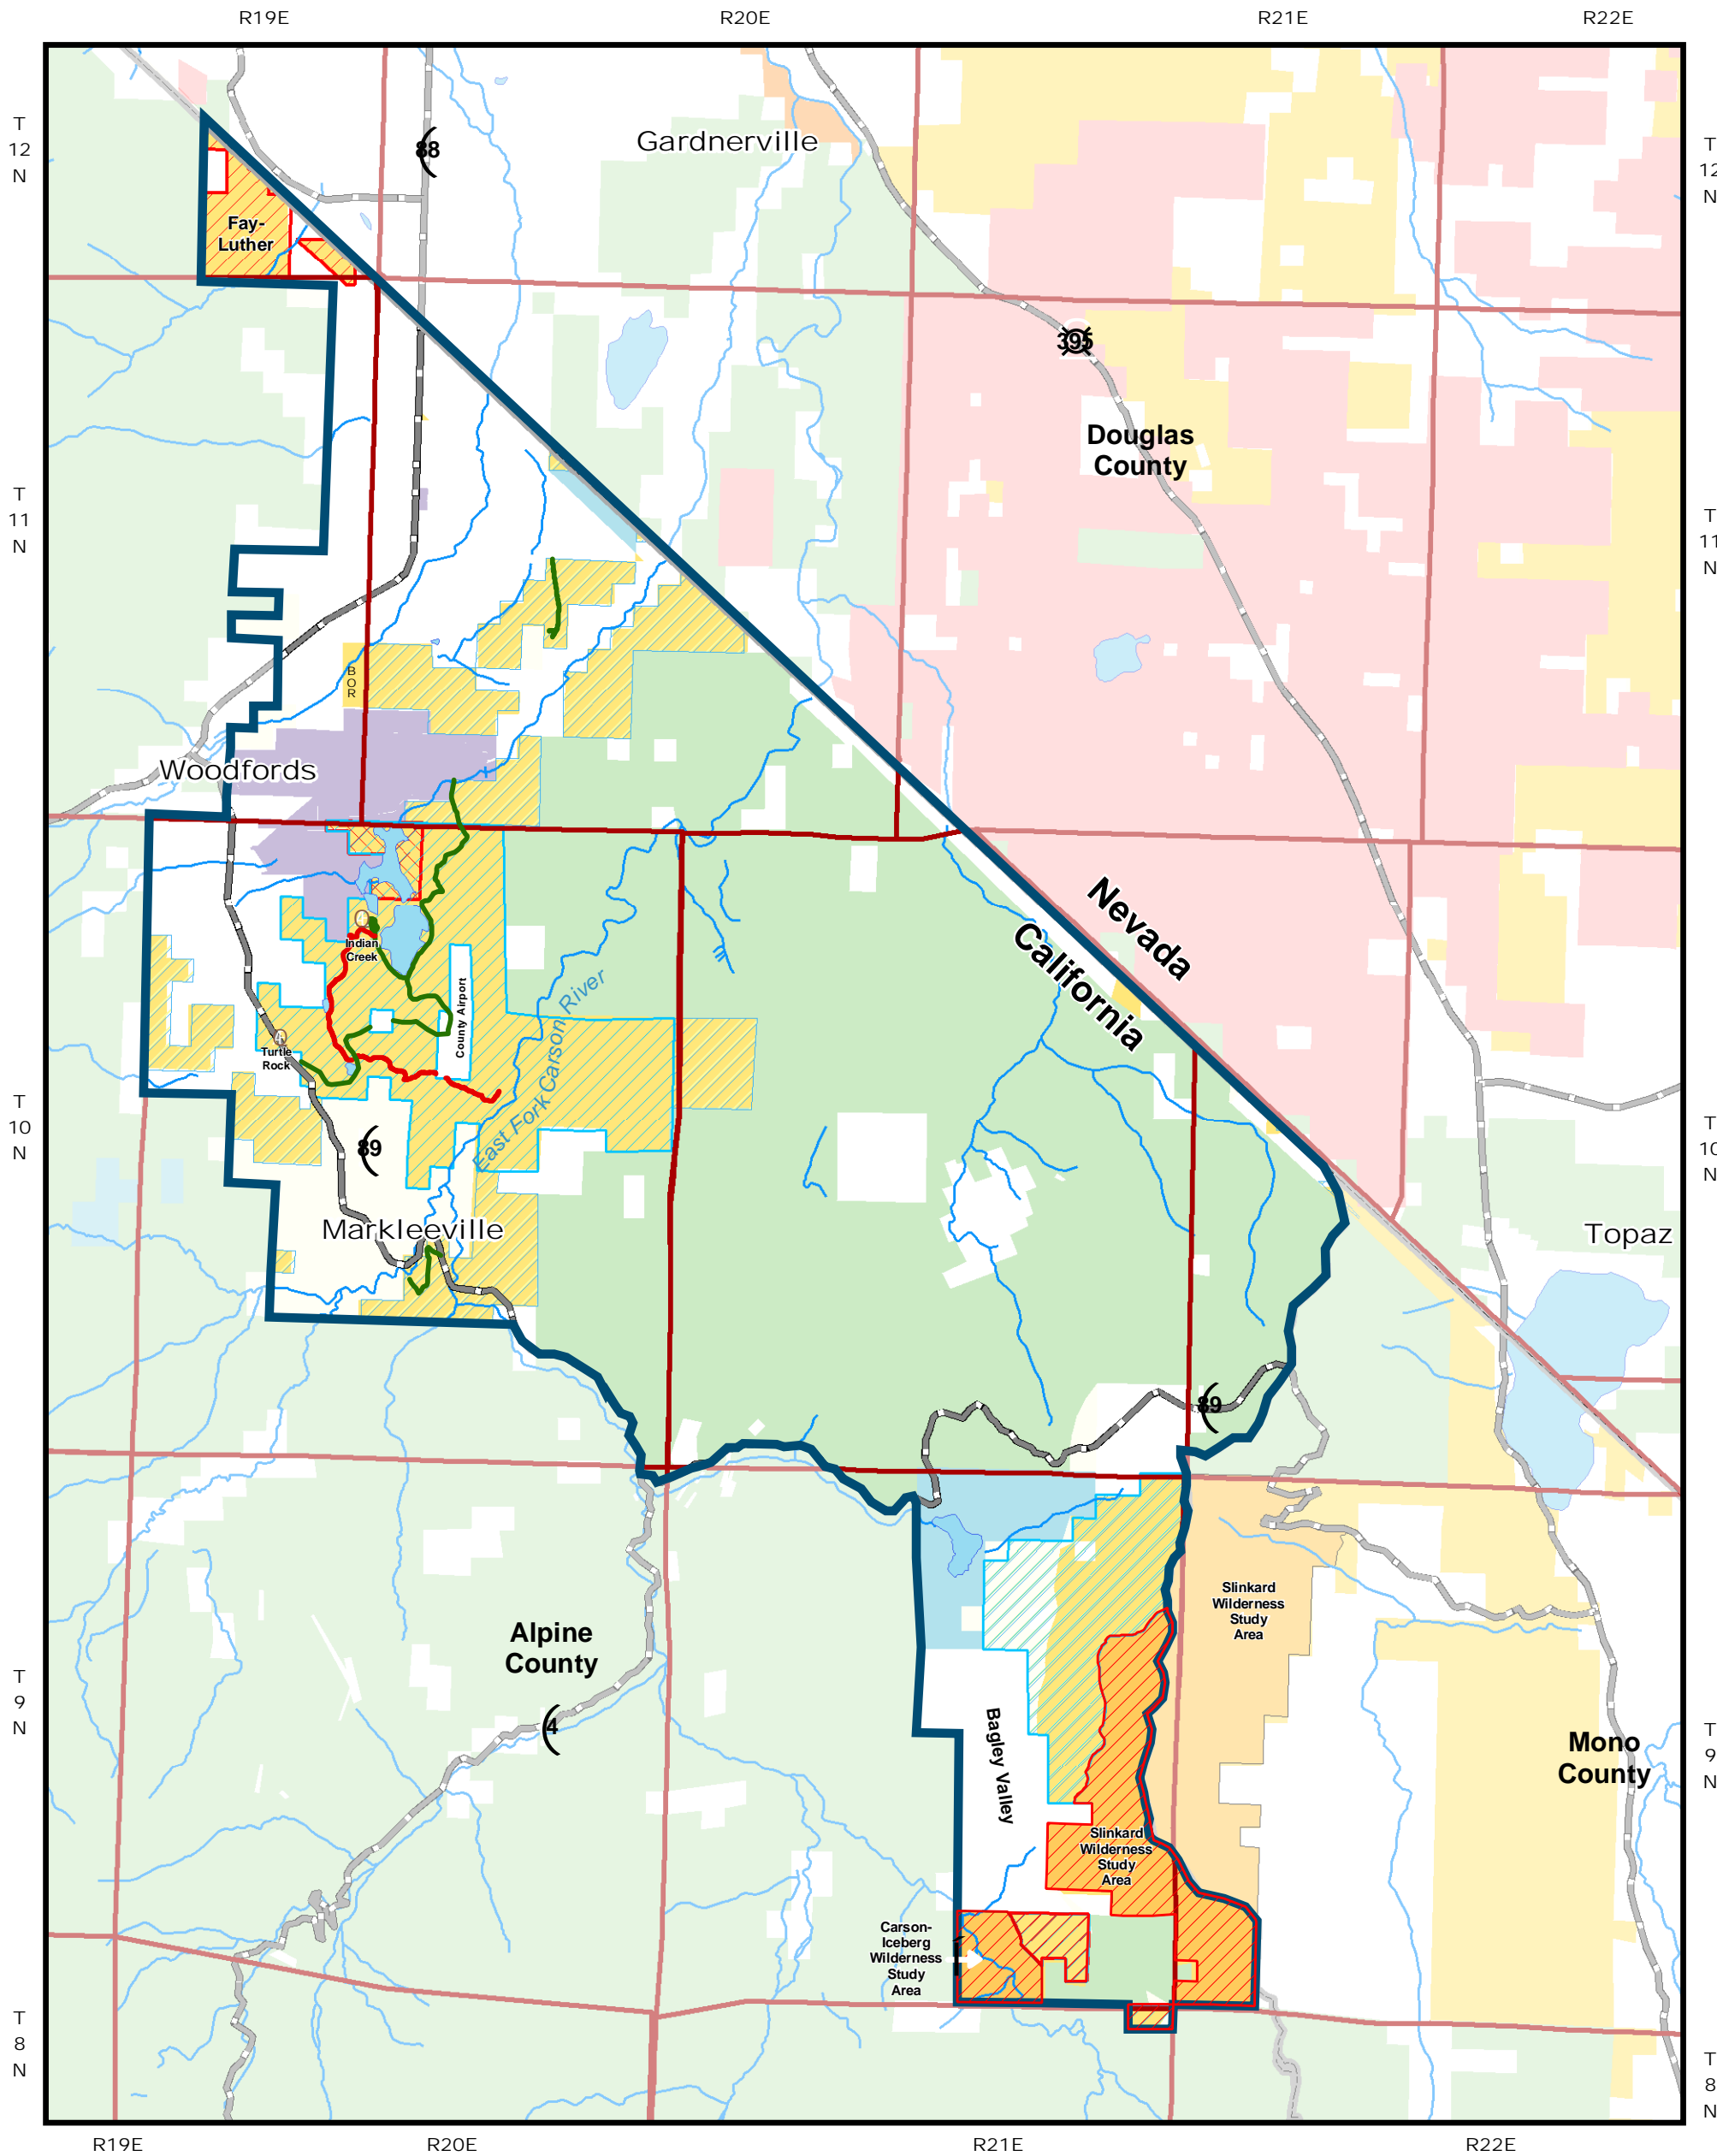 R19E
R20E
R21E
R22E
T
12
N
T
12
N
Gardnerville
88
Fay-
Luther
395
Douglas
County
T
11
N
T
11
N
B
O
R
Woodfords
Nevada
California
Indian
Creek
County Airport
Turtle
Rock
East Fork Carson River
T
10
N
T
10
N
89
Markleeville
Topaz
89
Slinkard
Wilderness
Study
Area
Alpine
County
4
Bagley Valley
T
9
N
T
9
N
Mono
County
Slinkard
Wilderness
Study
Area
Carson-
Iceberg
Wilderness
Study
Area
T
8
N
T
8
N
R19E
R20E
R21E
R22E